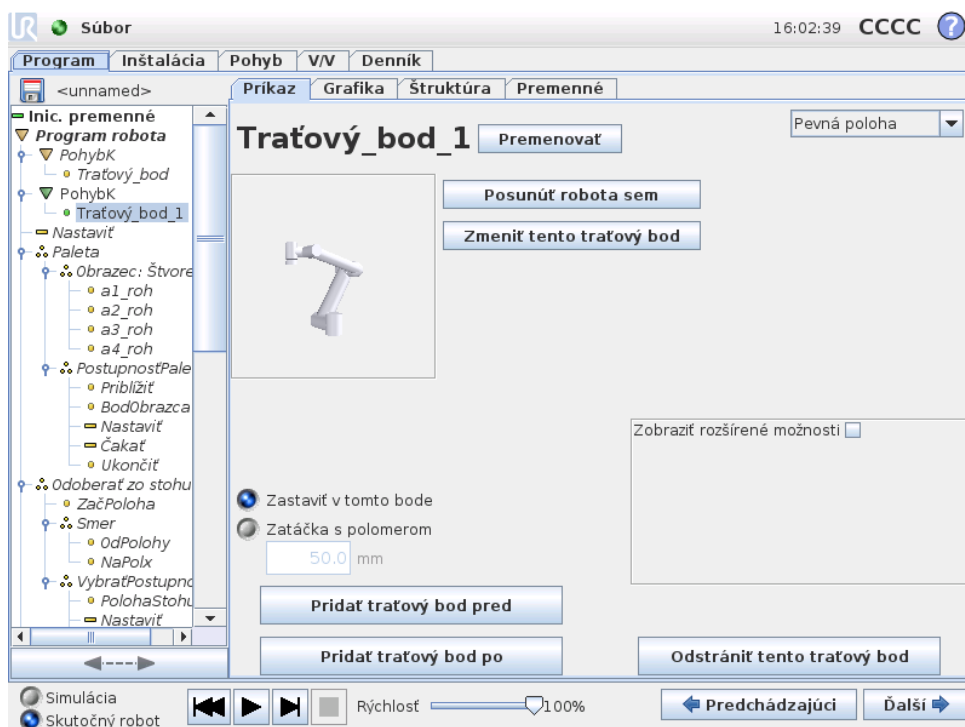 UR Súbor 16:02:39 CCCC ?
Program Inštalácia Pohyb V/V Denník
<unnamed> Príkaz Grafika Štruktúra Premenné
Inic. premenné
Program robota
PohybK
Traťový_bod
PohybK
Traťový_bod_1
Nastaviť
Paleta
Obrazec: Štvore
a1_roh
a2_roh
a3_roh
a4_roh
PostupnosťPale
Priblížiť
BodObrazca
Nastaviť
Čakať
Ukončiť
Odoberať zo stohu
ZačPoloha
Smer
OdPolohy
NaPolx
VybraťPostupno
PolohaStohu
Nastaviť
Traťový_bod_1 Premenovať Pevná poloha
Posunúť robota sem
Zmeniť tento traťový bod
Zobraziť rozšírené možnosti
Zastaviť v tomto bode
Zatáčka s polomerom
50.0 mm
Pridať traťový bod pred
Pridať traťový bod po Odstrániť tento traťový bod
Simulácia
Skutočný robot
Rýchlosť 100% Predchádzajúci Ďalší